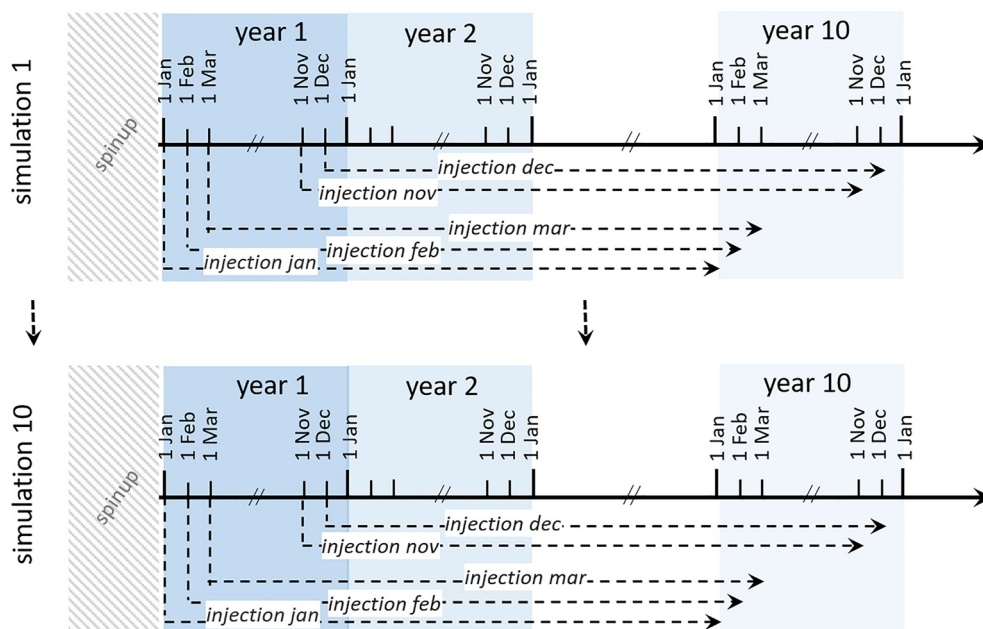 simulation 1
spinup
year 1
year 2
year 10
1 Jan
1 Feb
1 Mar
1 Nov
1 Dec
1 Jan
1 Nov
1 Dec
1 Jan
1 Jan
1 Feb
1 Mar
1 Nov
1 Dec
1 Jan
injection dec
injection nov
injection mar
injection feb
injection jan
simulation 10
spinup
year 1
year 2
year 10
1 Jan
1 Feb
1 Mar
1 Nov
1 Dec
1 Jan
1 Nov
1 Dec
1 Jan
1 Jan
1 Feb
1 Mar
1 Nov
1 Dec
1 Jan
injection dec
injection nov
injection mar
injection feb
injection jan